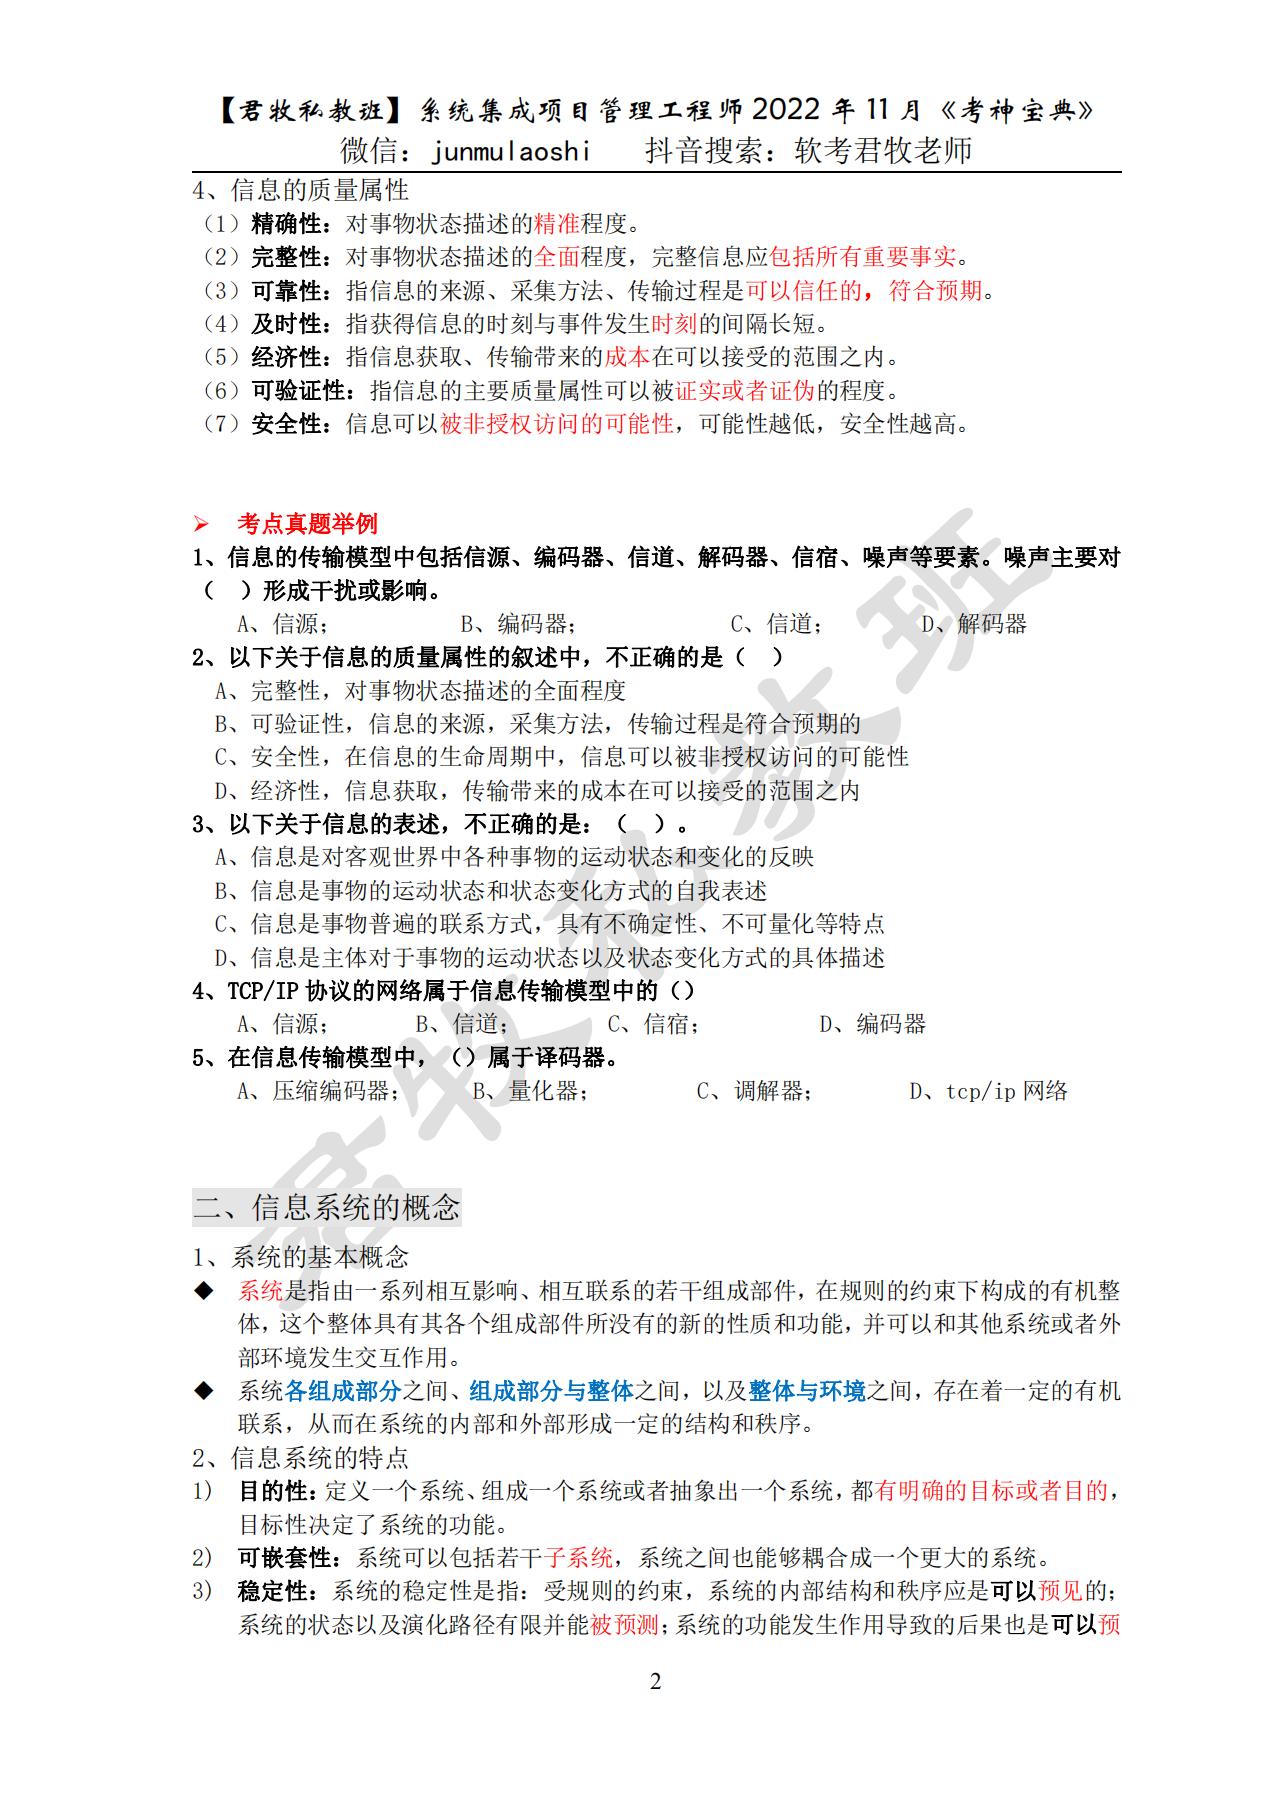 【君牧私教班】系统集成项目管理工程师 2022 年 11 月《考神宝典》
微信：junmulaoshi 抖音搜索：软考君牧老师
4、信息的质量属性
（1）精确性：对事物状态描述的精准程度。
（2）完整性：对事物状态描述的全面程度，完整信息应包括所有重要事实。
（3）可靠性：指信息的来源、采集方法、传输过程是可以信任的，符合预期。
（4）及时性：指获得信息的时刻与事件发生时刻的间隔长短。
（5）经济性：指信息获取、传输带来的成本在可以接受的范围之内。
（6）可验证性：指信息的主要质量属性可以被证实或者证伪的程度。
（7）安全性：信息可以被非授权访问的可能性，可能性越低，安全性越高。
➢ 考点真题举例
1、信息的传输模型中包括信源、编码器、信道、解码器、信宿、噪声等要素。噪声主要对
（ ）形成干扰或影响。
A、信源； B、编码器； C、信道； D、解码器
2、以下关于信息的质量属性的叙述中，不正确的是（ ）
A、完整性，对事物状态描述的全面程度
B、可验证性，信息的来源，采集方法，传输过程是符合预期的
C、安全性，在信息的生命周期中，信息可以被非授权访问的可能性
D、经济性，信息获取，传输带来的成本在可以接受的范围之内
3、以下关于信息的表述，不正确的是：（ ）。
A、信息是对客观世界中各种事物的运动状态和变化的反映
B、信息是事物的运动状态和状态变化方式的自我表述
C、信息是事物普遍的联系方式，具有不确定性、不可量化等特点
D、信息是主体对于事物的运动状态以及状态变化方式的具体描述
4、TCP/IP 协议的网络属于信息传输模型中的（）
A、信源； B、信道； C、信宿； D、编码器
5、在信息传输模型中，（）属于译码器。
A、压缩编码器； B、量化器； C、调解器； D、tcp/ip 网络
二、信息系统的概念
1、系统的基本概念
◆ 系统是指由一系列相互影响、相互联系的若干组成部件，在规则的约束下构成的有机整
体，这个整体具有其各个组成部件所没有的新的性质和功能，并可以和其他系统或者外
部环境发生交互作用。
◆ 系统各组成部分之间、组成部分与整体之间，以及整体与环境之间，存在着一定的有机
联系，从而在系统的内部和外部形成一定的结构和秩序。
2、信息系统的特点
1) 目的性：定义一个系统、组成一个系统或者抽象出一个系统，都有明确的目标或者目的，
目标性决定了系统的功能。
2) 可嵌套性：系统可以包括若干子系统，系统之间也能够耦合成一个更大的系统。
3) 稳定性：系统的稳定性是指：受规则的约束，系统的内部结构和秩序应是可以预见的；
系统的状态以及演化路径有限并能被预测；系统的功能发生作用导致的后果也是可以预
2
君牧私教班